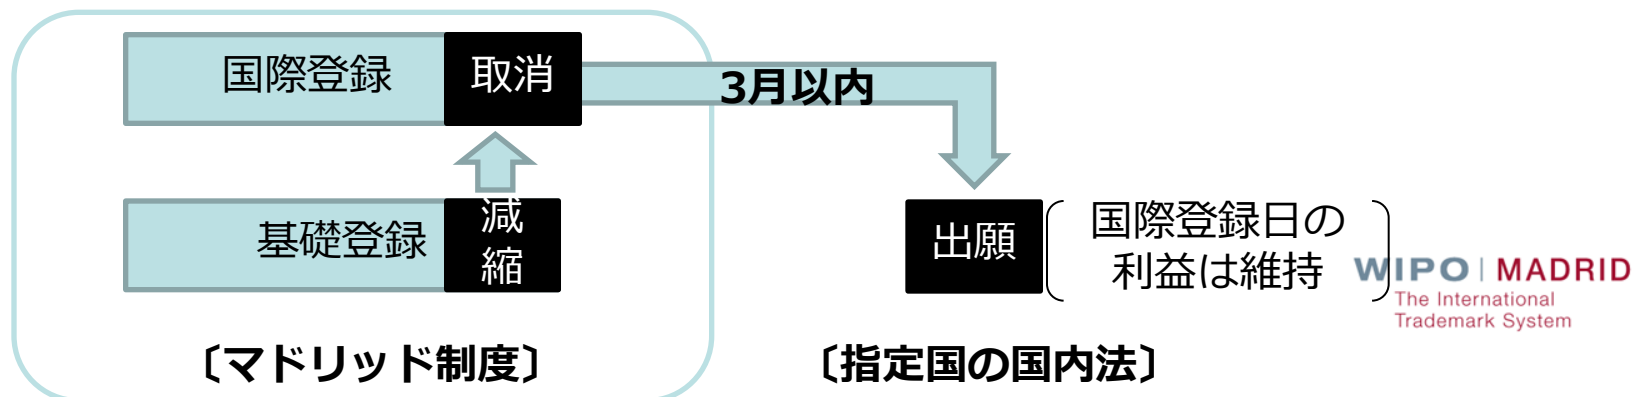 国際登録
取消
3月以内
基礎登録
減
縮
出願
国際登録日の
利益は維持
WIPO | MADRID
The International
Trademark System
〔マドリッド制度〕
〔指定国の国内法〕